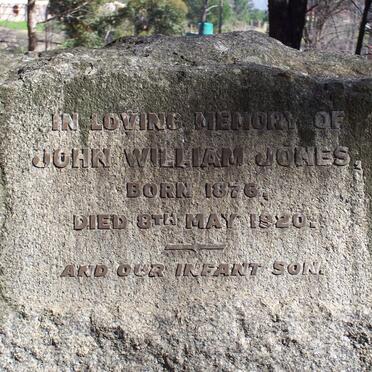 IN LOVING MEMORY OF
JOHN WILLIAM JONES,
BORN 1876,
DIED 8TH MAY 1920.
AND OUR INFANT SON.